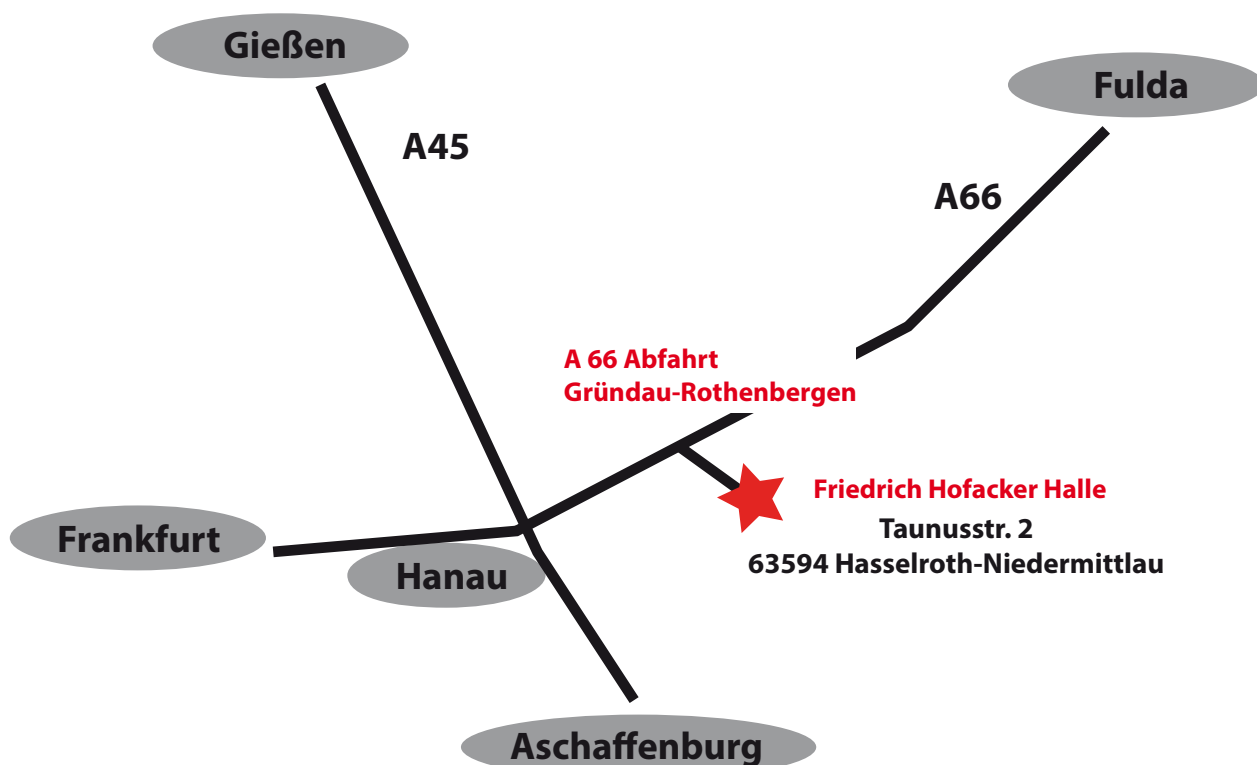 Gießen
Fulda
A45
A66
A 66 Abfahrt
Gründau-Rothenbergen
Friedrich Hofacker Halle
Taunusstr. 2
63594 Hasselroth-Niedermittlau
Frankfurt
Hanau
Aschaffenburg